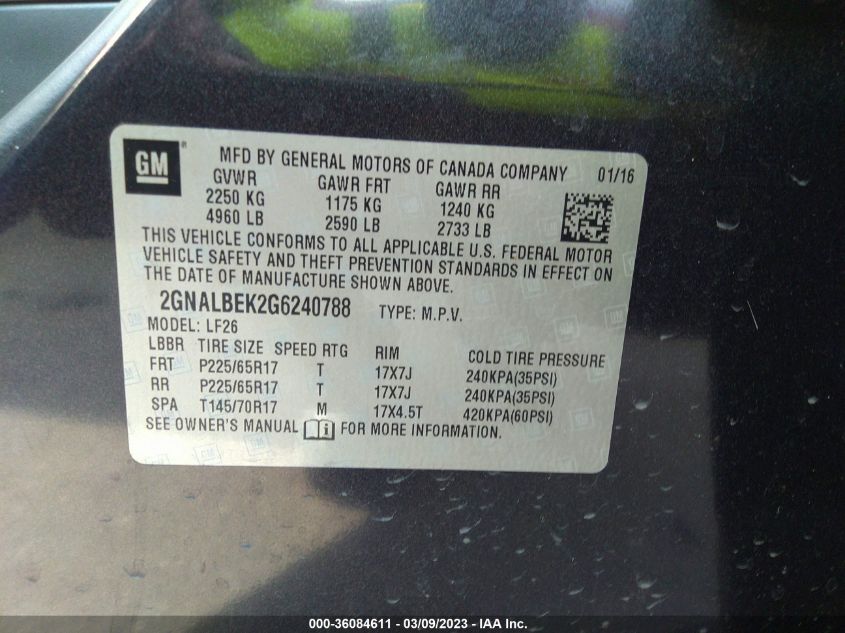 GM ® MFD BY GENERAL MOTORS OF CANADA COMPANY 01/16
GVWR GAWR FRT GAWR RR
2250 KG 1175 KG 1240 KG
4960 LB 2590 LB 2733 LB
THIS VEHICLE CONFORMS TO ALL APPLICABLE U.S. FEDERAL MOTOR
VEHICLE SAFETY AND THEFT PREVENTION STANDARDS IN EFFECT ON
THE DATE OF MANUFACTURE SHOWN ABOVE.
2GNALBEK2G6240788 TYPE: M.P.V.
MODEL: LF26
LBBR TIRE SIZE SPEED RTG RIM COLD TIRE PRESSURE
FRT P225/65R17 T 17X7J 240KPA(35PSI)
RR P225/65R17 T 17X7J 240KPA(35PSI)
SPA T145/70R17 M 17X4.5T 420KPA(60PSI)
SEE OWNER'S MANUAL i FOR MORE INFORMATION.
000-36084611 - 03/09/2023 - IAA Inc.